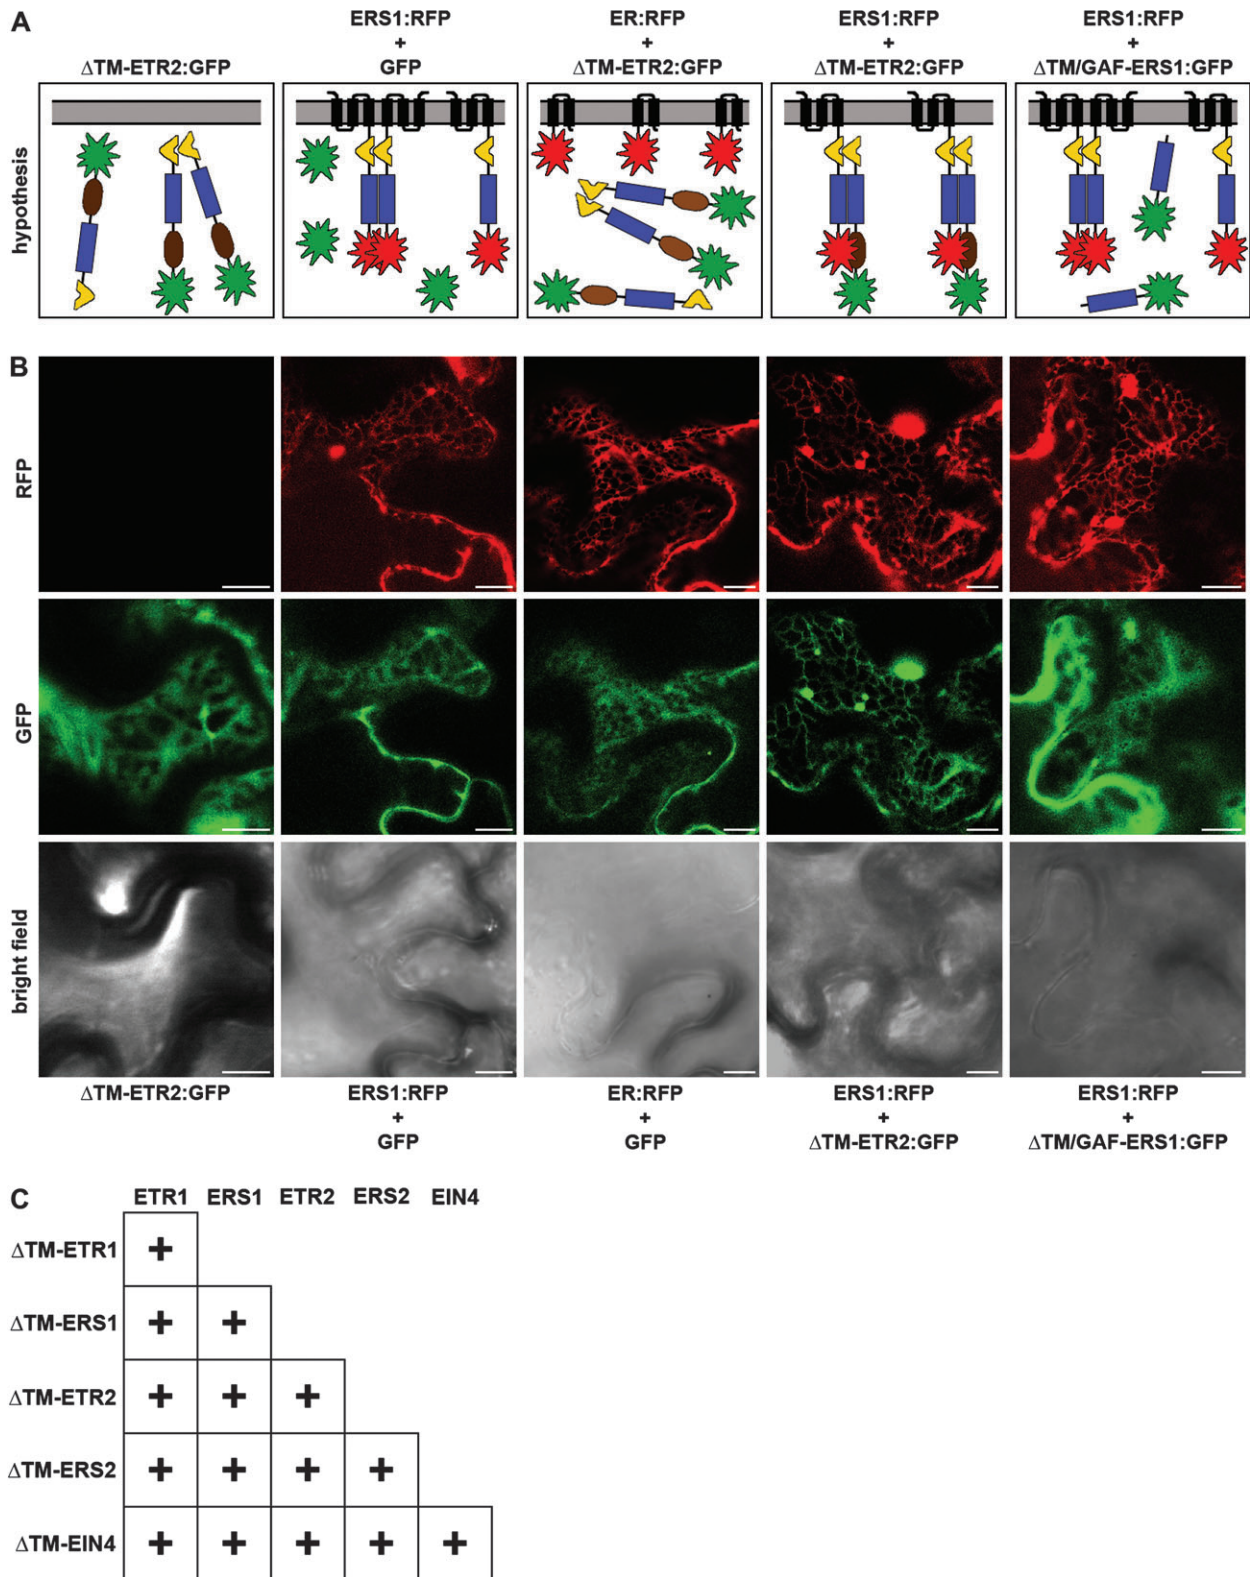 A
ΔTM-ETR2:GFP
ERS1:RFP
+
GFP
ER:RFP
+
ΔTM-ETR2:GFP
ERS1:RFP
+
ΔTM-ETR2:GFP
ERS1:RFP
+
ΔTM/GAF-ERS1:GFP
hypothesis
B
RFP
GFP
bright field
ΔTM-ETR2:GFP
ERS1:RFP
+
GFP
ER:RFP
+
GFP
ERS1:RFP
+
ΔTM-ETR2:GFP
ERS1:RFP
+
ΔTM/GAF-ERS1:GFP
C
ETR1 ERS1 ETR2 ERS2 EIN4
ΔTM-ETR1 +
ΔTM-ERS1 + +
ΔTM-ETR2 + + +
ΔTM-ERS2 + + + +
ΔTM-EIN4 + + + + +